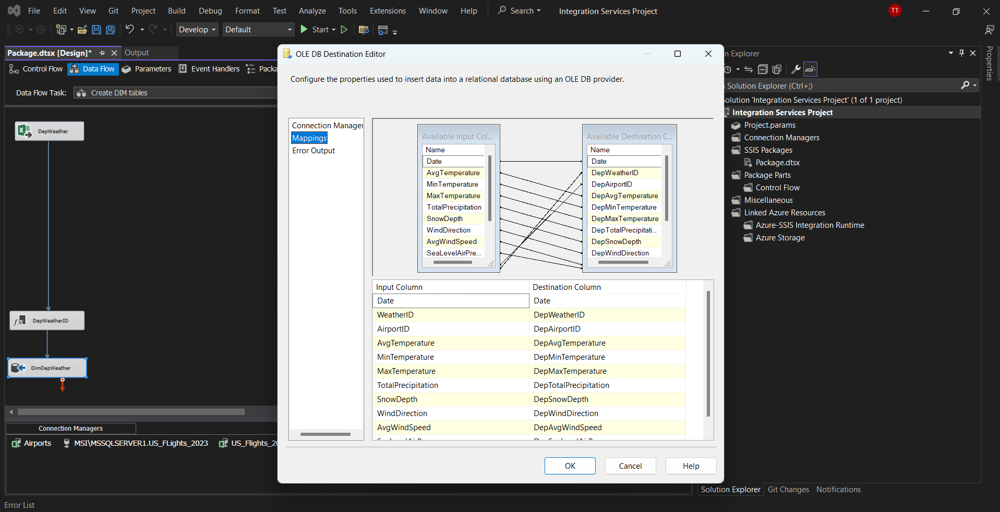 File Edit View Git Project Build Debug Format Test Analyze Tools Extensions Window Help Search Integration Services Project TT
Develop Default Start
Package.dtsx [Design]* Output
Control Flow Data Flow Parameters Event Handlers Packa
Data Flow Task: Create DIM tables
DepWeather
DepWeatherID
DimDepWeather
Connection Managers
Airports MSI\MSSQLSERVER1.US_FLights_2023 US_Flights_20
Error List
OLE DB Destination Editor
Configure the properties used to insert data into a relational database using an OLE DB provider.
Connection Manager
Mappings
Error Output
Available Input Col...
Name
Date
AvgTemperature
MinTemperature
MaxTemperature
TotalPrecipitation
SnowDepth
WindDirection
AvgWindSpeed
SeaLevelAirPre...
Available Destination C...
Name
Date
DepWeatherID
DepAirportID
DepAvgTemperature
DepMinTemperature
DepMaxTemperature
DepTotalPrecipitati...
DepSnowDepth
DepWindDirection
Input Column Destination Column
Date Date
WeatherID DepWeatherID
AirportID DepAirportID
AvgTemperature DepAvgTemperature
MinTemperature DepMinTemperature
MaxTemperature DepMaxTemperature
TotalPrecipitation DepTotalPrecipitation
SnowDepth DepSnowDepth
WindDirection DepWindDirection
AvgWindSpeed DepAvgWindSpeed
OK Cancel Help
n Explorer
Solution Explorer (Ctrl+;)
olution 'Integration Services Project' (1 of 1 project)
Integration Services Project
Project.params
Connection Managers
SSIS Packages
Package.dtsx
Package Parts
Control Flow
Miscellaneous
Linked Azure Resources
Azure-SSIS Integration Runtime
Azure Storage
Solution Explorer Git Changes Notifications
Properties